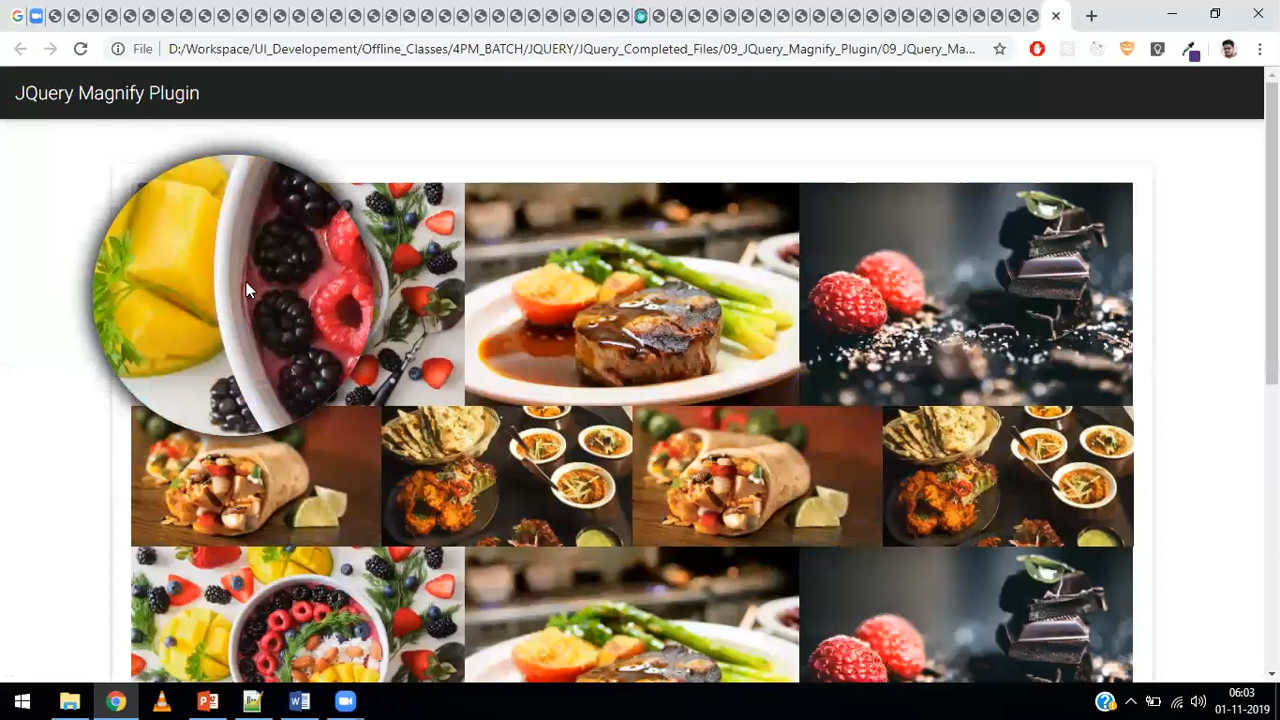 File
D:/Workspace/UI_Developement/Offline_Classes/4PM_BATCH/JQUERY/JQuery_Completed_Files/09_JQuery_Magnify_Plugin/09_JQuery_Ma...
JQuery Magnify Plugin
06:03
01-11-2019